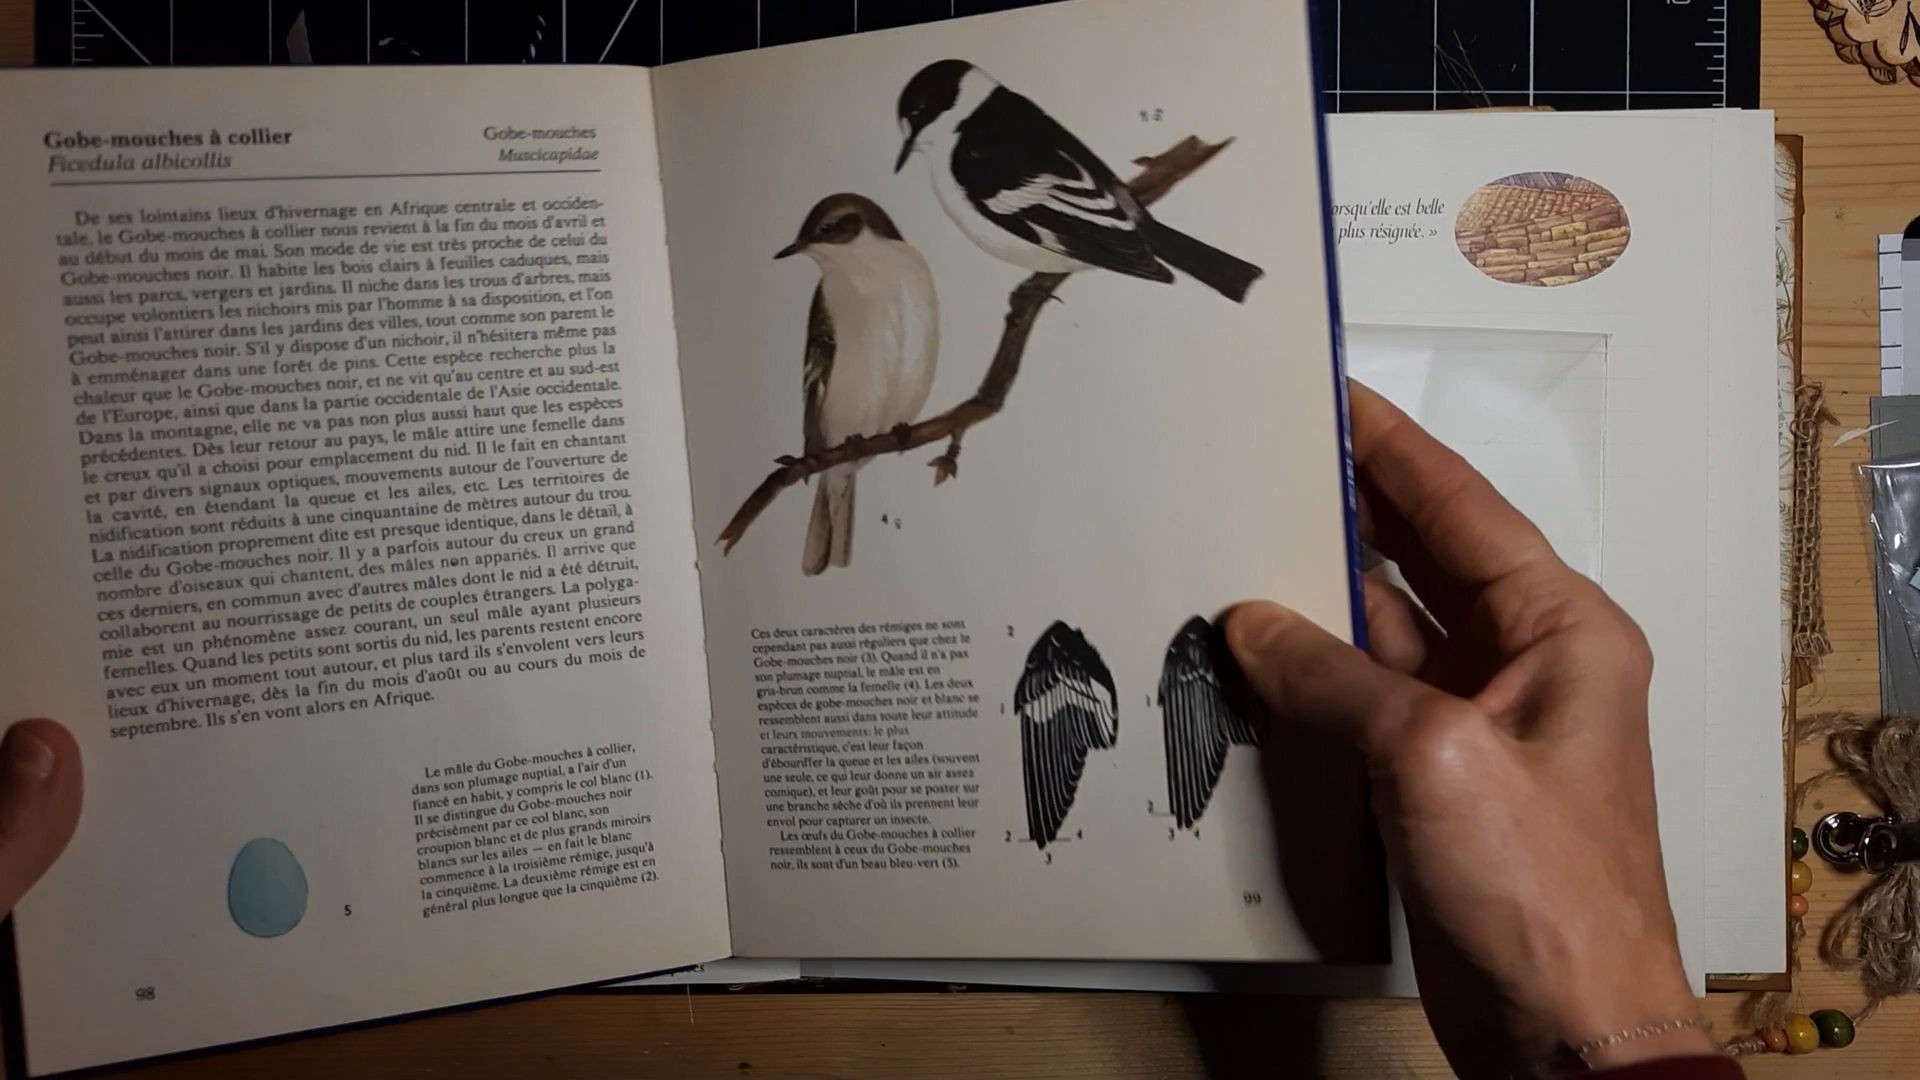 Gobe-mouches à collier
Ficedula albicollis
Gobe-mouches
Muscicapidae
De ses lointains lieux d'hivernage en Afrique centrale et occiden-
tale, le Gobe-mouches à collier nous revient à la fin du mois d'avril et
au début du mois de mai. Son mode de vie est très proche de celui du
Gobe-mouches noir. Il habite les bois clairs à feuilles caduques, mais
aussi les parcs, vergers et jardins. Il niche dans les trous d'arbres, mais
occupe volontiers les nichoirs mis par l'homme à sa disposition, et l'on
peut ainsi l'attirer dans les jardins des villes, tout comme son parent le
Gobe-mouches noir. S'il y dispose d'un nichoir, il n'hésitera même pas
à emménager dans une forêt de pins. Cette espèce recherche plus la
chaleur que le Gobe-mouches noir, et ne vit qu'au centre et au sud-est
de l'Europe, ainsi que dans la partie occidentale de l'Asie occidentale.
Dans la montagne, elle ne va pas non plus aussi haut que les espèces
précédentes. Dès leur retour au pays, le mâle attire une femelle dans
le creux qu'il a choisi pour emplacement du nid. Il le fait en chantant
et par divers signaux optiques, mouvements autour de l'ouverture de
la cavité, en étendant la queue et les ailes, etc. Les territoires de
nidification sont réduits à une cinquantaine de mètres autour du trou.
La nidification proprement dite est presque identique, dans le détail, à
celle du Gobe-mouches noir. Il y a parfois autour du creux un grand
nombre d'oiseaux qui chantent, des mâles non appariés. Il arrive que
ces derniers, en commun avec d'autres mâles dont le nid a été détruit,
collaborent au nourrissage de petits de couples étrangers. La polyga-
mie est un phénomène assez courant, un seul mâle ayant plusieurs
femelles. Quand les petits sont sortis du nid, les parents restent encore
avec eux un moment tout autour, et plus tard ils s'envolent vers leurs
lieux d'hivernage, dès la fin du mois d'août ou au cours du mois de
septembre. Ils s'en vont alors en Afrique.
Le mâle du Gobe-mouches à collier,
dans son plumage nuptial, a l'air d'un
fiancé en habit, y compris le col blanc (1).
Il se distingue du Gobe-mouches noir
précisément par ce col blanc, son
croupion blanc et de plus grands miroirs
blancs sur les ailes — en fait le blanc
commence à la troisième rémige, jusqu'à
la cinquième. La deuxième rémige est en
général plus longue que la cinquième (2).
5
98
4 ♀
Ces deux caractères des rémiges ne sont
cependant pas aussi réguliers que chez le
Gobe-mouches noir (3). Quand il n'a pas
son plumage nuptial, le mâle est en
gris-brun comme la femelle (4). Les deux
espèces de gobe-mouches noir et blanc se
ressemblent aussi dans toute leur attitude
et leurs mouvements: le plus
caractéristique, c'est leur façon
d'ébouriffer la queue et les ailes (souvent
une seule, ce qui leur donne un air assez
comique), et leur goût pour se poster sur
une branche sèche d'où ils prennent leur
envol pour capturer un insecte.
Les œufs du Gobe-mouches à collier
ressemblent à ceux du Gobe-mouches
noir, ils sont d'un beau bleu-vert (5).
2
1
2 4
3
1
2
3 4
99
orsqu'elle est belle
plus résignée. »